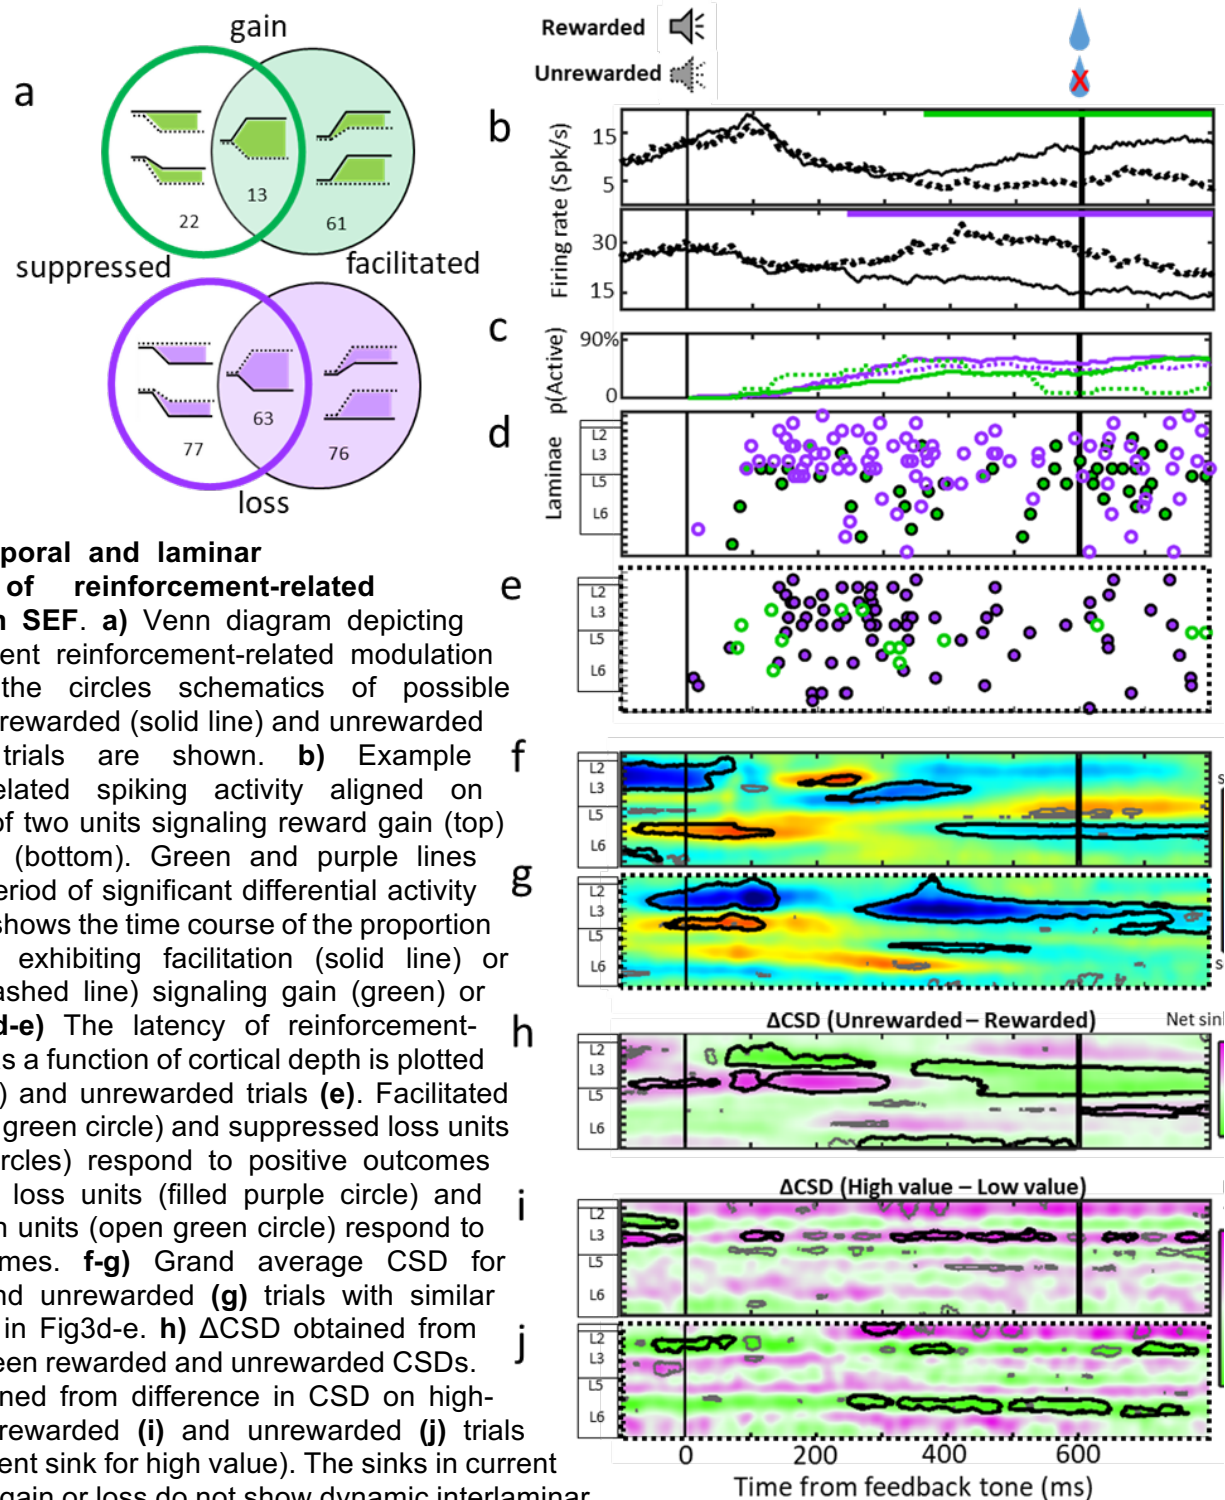 gain
a
22
13
61
suppressed
facilitated
77
63
76
loss
Rewarded
Unrewarded
X
b
15
5
30
15
Firing rate (Spk/s)
c
90%
0
p(Active)
d
L2
L3
L5
L6
Laminae
e
L2
L3
L5
L6
f
L2
L3
L5
L6
g
L2
L3
L5
L6
h
ΔCSD (Unrewarded – Rewarded)
Net sink
L2
L3
L5
L6
i
ΔCSD (High value – Low value)
L2
L3
L5
L6
j
L2
L3
L5
L6
0 200 400 600
Time from feedback tone (ms)
poral and laminar
of reinforcement-related
n SEF. a) Venn diagram depicting
ent reinforcement-related modulation
the circles schematics of possible
rewarded (solid line) and unrewarded
trials are shown. b) Example
elated spiking activity aligned on
of two units signaling reward gain (top)
(bottom). Green and purple lines
eriod of significant differential activity
shows the time course of the proportion
exhibiting facilitation (solid line) or
ashed line) signaling gain (green) or
d-e) The latency of reinforcement-
s a function of cortical depth is plotted
) and unrewarded trials (e). Facilitated
green circle) and suppressed loss units
rcles) respond to positive outcomes
loss units (filled purple circle) and
n units (open green circle) respond to
mes. f-g) Grand average CSD for
nd unrewarded (g) trials with similar
in Fig3d-e. h) ΔCSD obtained from
een rewarded and unrewarded CSDs.
ned from difference in CSD on high-
rewarded (i) and unrewarded (j) trials
ent sink for high value). The sinks in current
gain or loss do not show dynamic interlaminar